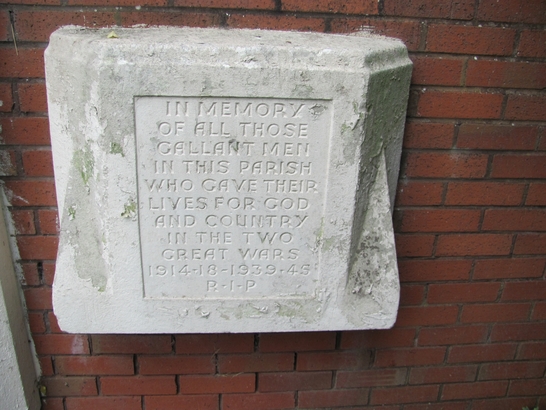 IN MEMORY
OF ALL THOSE
GALLANT MEN
IN THIS PARISH
WHO GAVE THEIR
LIVES FOR GOD
AND COUNTRY
IN THE TWO
GREAT WARS
1914-18-1939-45
R·I·P